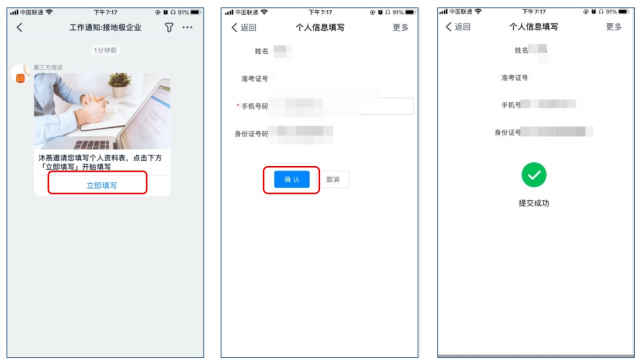 中国联通
下午7:17
91%
工作通知:接地极企业
1分钟前
第三方测试
沐燕邀请您填写个人资料表，点击下方
「立即填写」开始填写
立即填写
中国联通
下午7:17
91%
返回
个人信息填写
更多
姓名
准考证号
* 手机号码
身份证号码
确 认
取消
中国联通
下午7:17
91%
返回
个人信息填写
更多
姓名
准考证号
手机号
身份证号
提交成功